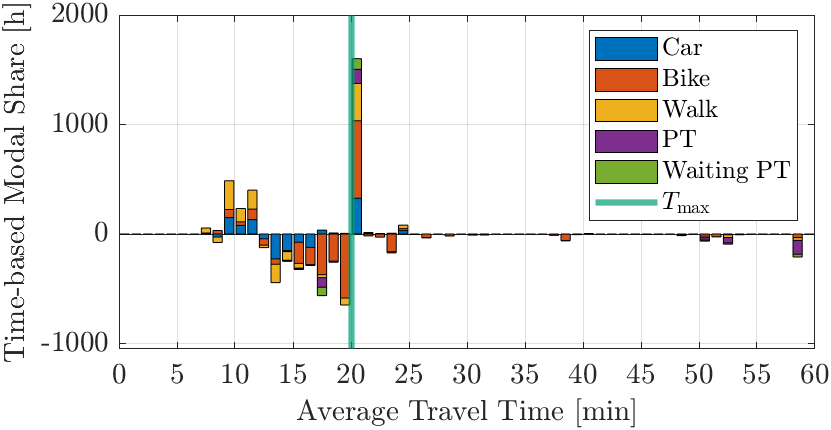 Time-based Modal Share [h]
2000
1000
0
-1000
Car
Bike
Walk
PT
Waiting PT
T_max
0 5 10 15 20 25 30 35 40 45 50 55 60
Average Travel Time [min]